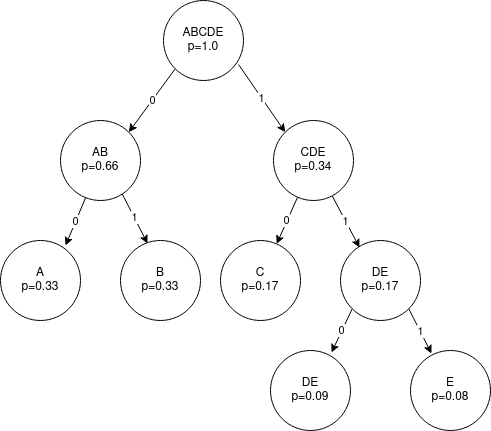 ABCDE
p=1.0
0
1
AB
p=0.66
CDE
p=0.34
0
1
0
1
A
p=0.33
B
p=0.33
C
p=0.17
DE
p=0.17
0
1
DE
p=0.09
E
p=0.08